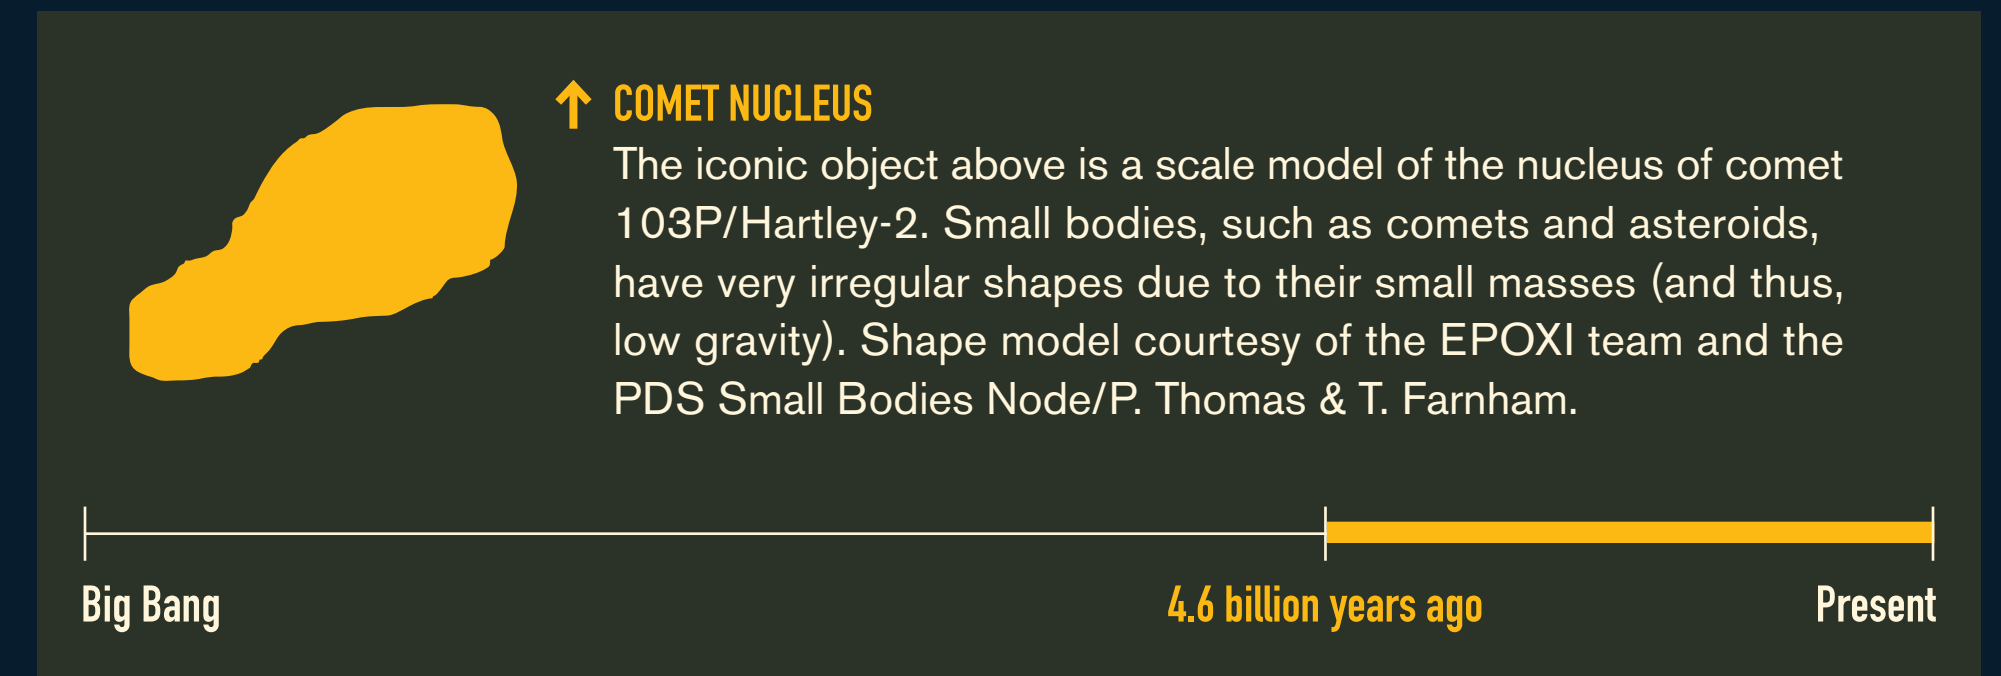 COMET NUCLEUS
The iconic object above is a scale model of the nucleus of comet
103P/Hartley-2. Small bodies, such as comets and asteroids,
have very irregular shapes due to their small masses (and thus,
low gravity). Shape model courtesy of the EPOXI team and the
PDS Small Bodies Node/P. Thomas & T. Farnham.
Big Bang
4.6 billion years ago
Present